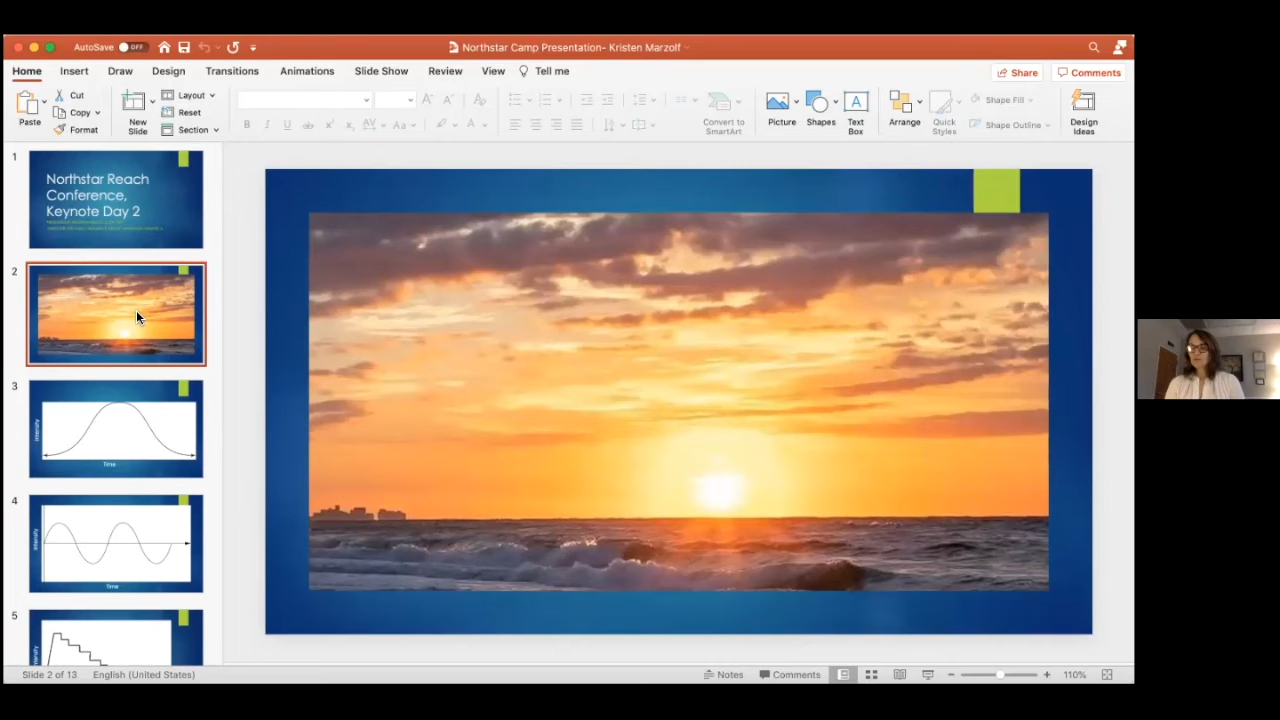 AutoSave OFF
Northstar Camp Presentation- Kristen Marzolf
Home Insert Draw Design Transitions Animations Slide Show Review View Tell me
Share Comments
Paste
Cut
Copy
Format
New
Slide
Layout
Reset
Section
Convert to
SmartArt
Picture
Shapes
Text
Box
Arrange
Quick
Styles
Shape Fill
Shape Outline
Design
Ideas
1
Northstar Reach
Conference,
Keynote Day 2
2
3
Intensity
Time
4
Intensity
Time
5
Slide 2 of 13 English (United States)
Notes Comments 110%